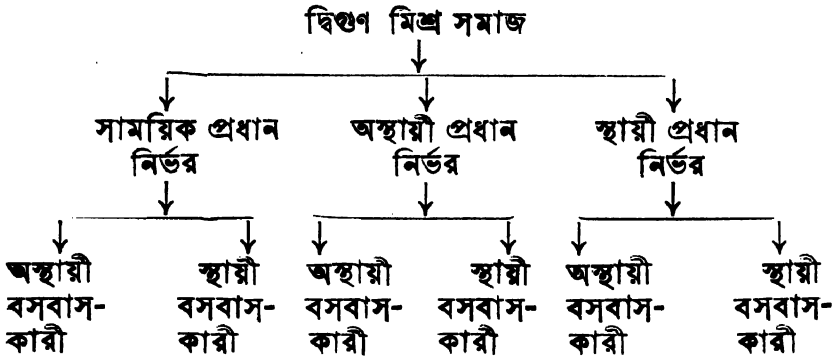 দ্বিগুণ মিশ্র সমাজ
সাময়িক প্রধান অস্থায়ী প্রধান স্থায়ী প্রধান
নির্ভর নির্ভর নির্ভর
অস্থায়ী স্থায়ী অস্থায়ী স্থায়ী অস্থায়ী স্থায়ী
বসবাস- বসবাস- বসবাস- বসবাস- বসবাস- বসবাস-
কারী কারী কারী কারী কারী কারী